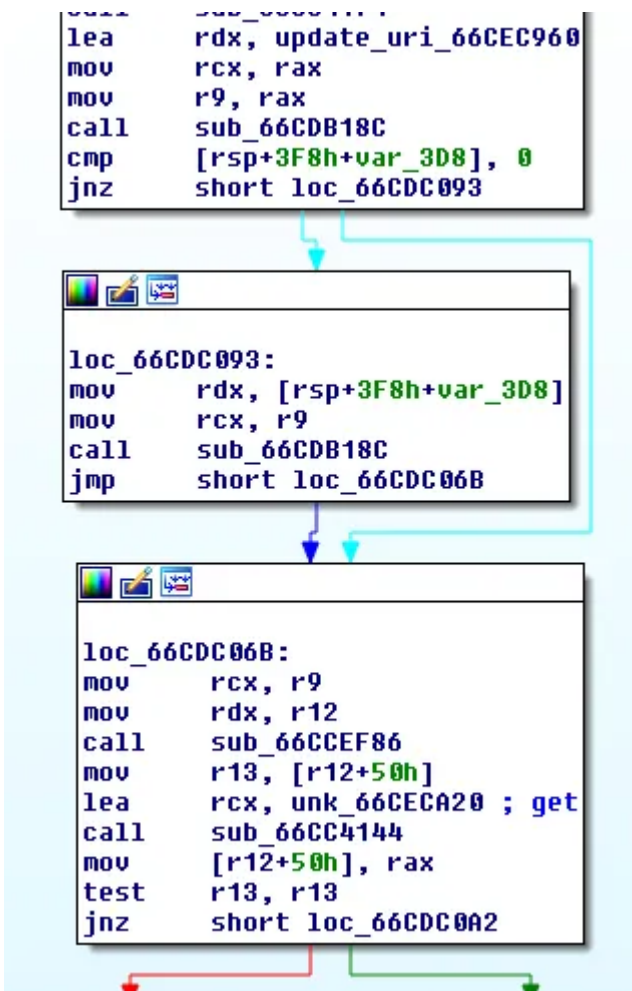 lea rdx, update_uri_66CEC960
mov rcx, rax
mov r9, rax
call sub_66CDB18C
cmp [rsp+3F8h+var_3D8], 0
jnz short loc_66CDC093
loc_66CDC093:
mov rdx, [rsp+3F8h+var_3D8]
mov rcx, r9
call sub_66CDB18C
jmp short loc_66CDC06B
loc_66CDC06B:
mov rcx, r9
mov rdx, r12
call sub_66CCEF86
mov r13, [r12+50h]
lea rcx, unk_66CECA20 ; get
call sub_66CC4144
mov [r12+50h], rax
test r13, r13
jnz short loc_66CDC0A2